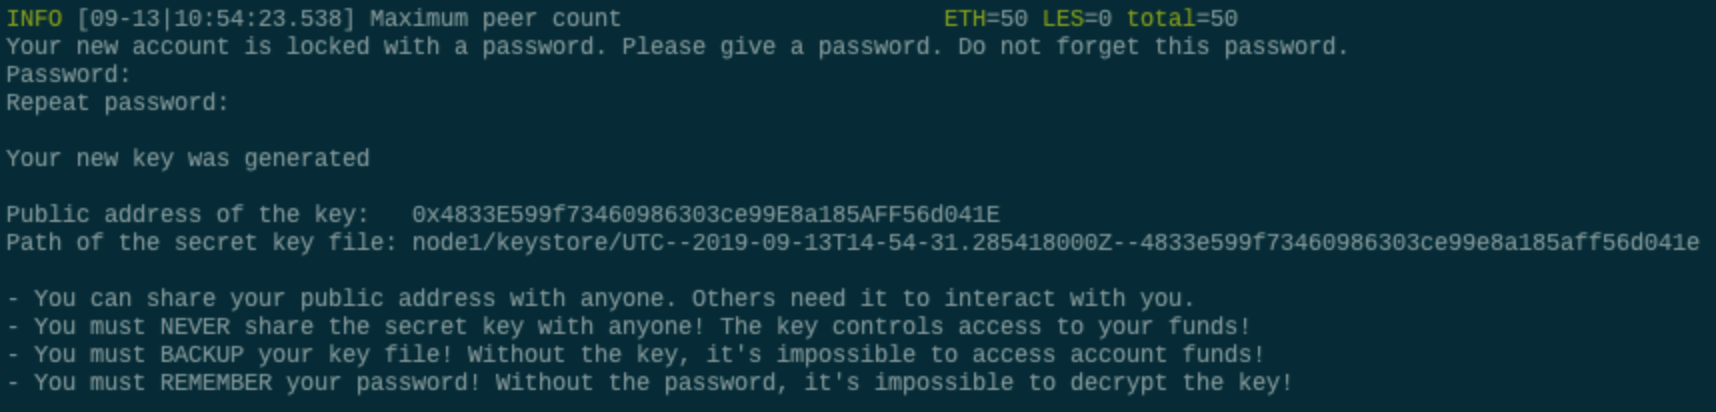 INFO [09-13|10:54:23.538] Maximum peer count                       ETH=50 LES=0 total=50
Your new account is locked with a password. Please give a password. Do not forget this password.
Password:
Repeat password:
Your new key was generated
Public address of the key:   0x4833E599f73460986303ce99E8a185AFF56d041E
Path of the secret key file: node1/keystore/UTC--2019-09-13T14-54-31.285418000Z--4833e599f73460986303ce99e8a185aff56d041e
- You can share your public address with anyone. Others need it to interact with you.
- You must NEVER share the secret key with anyone! The key controls access to your funds!
- You must BACKUP your key file! Without the key, it's impossible to access account funds!
- You must REMEMBER your password! Without the password, it's impossible to decrypt the key!